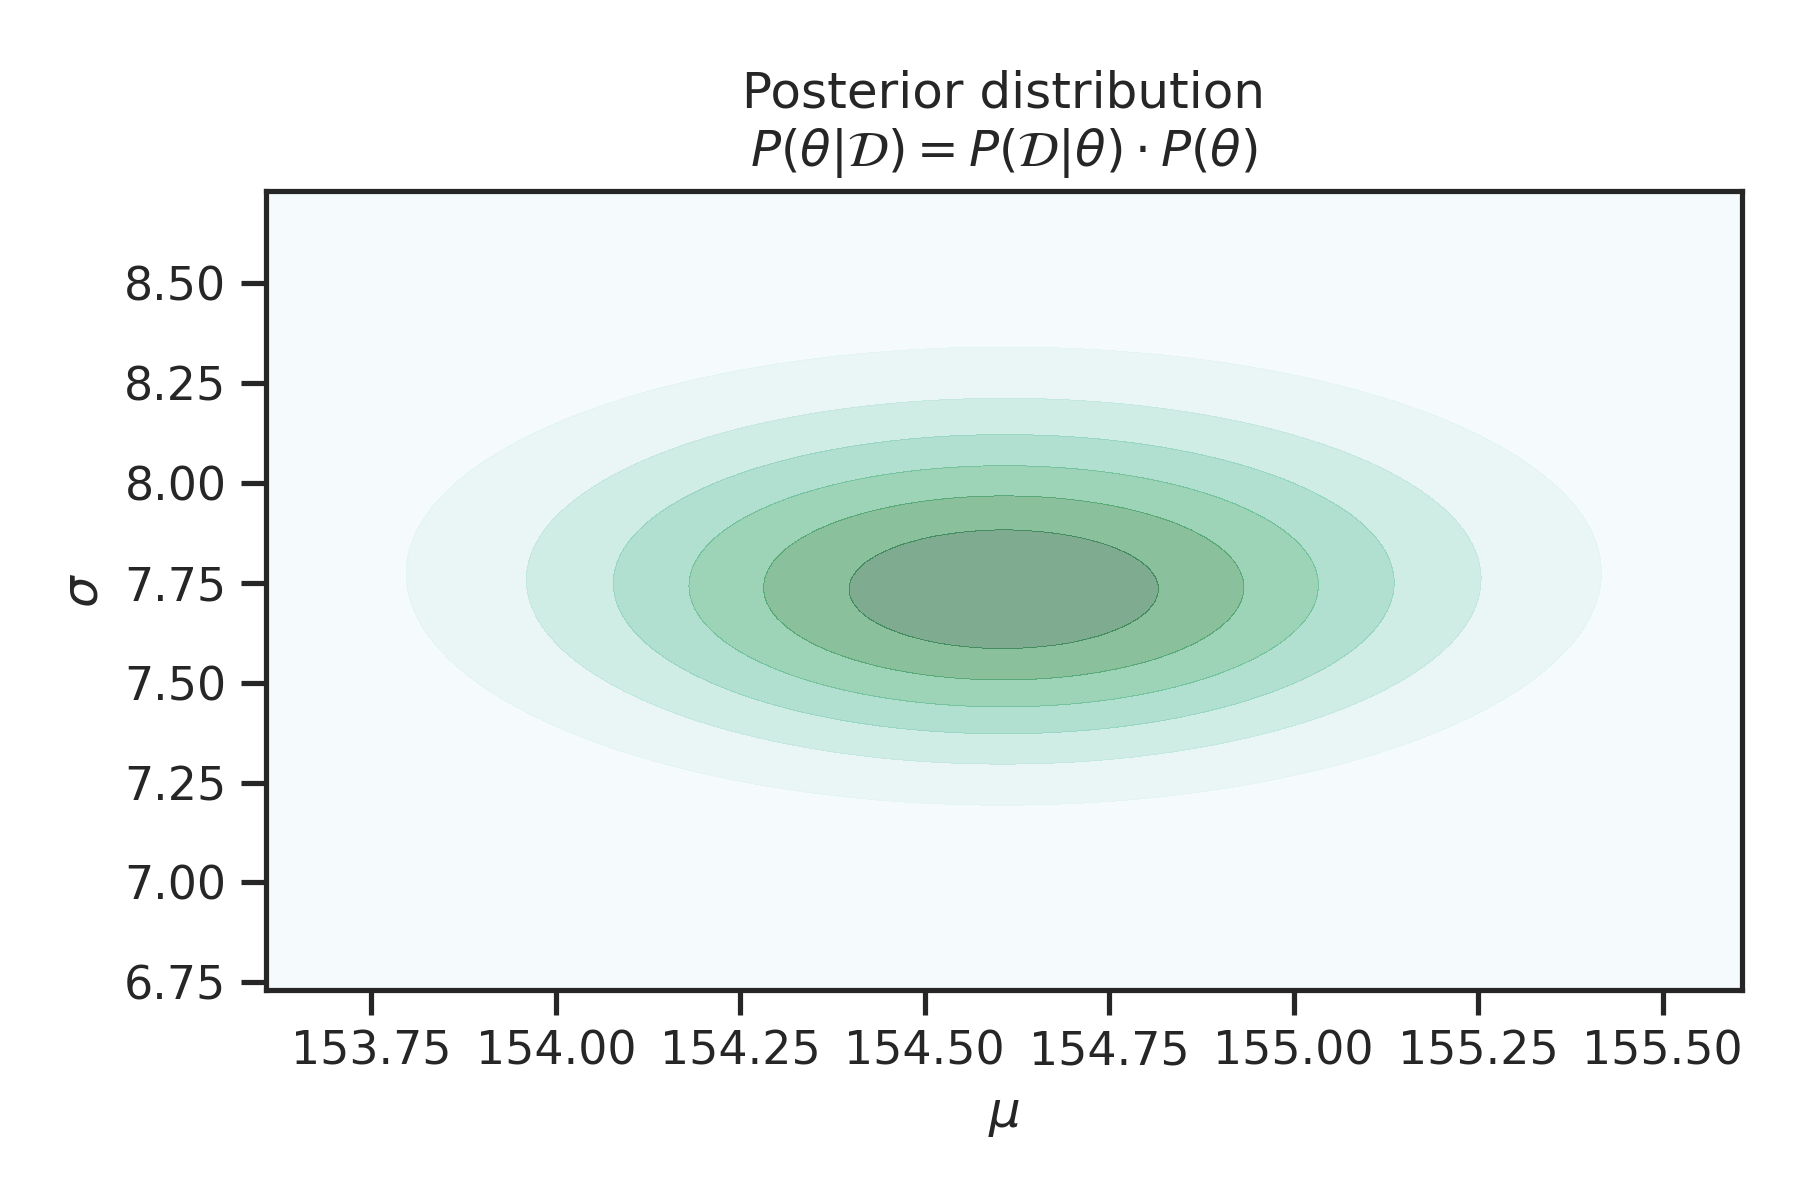 Posterior distribution
P(θ|𝒟) = P(𝒟|θ) · P(θ)
8.50
8.25
8.00
7.75
7.50
7.25
7.00
6.75
σ
153.75 154.00 154.25 154.50 154.75 155.00 155.25 155.50
μ